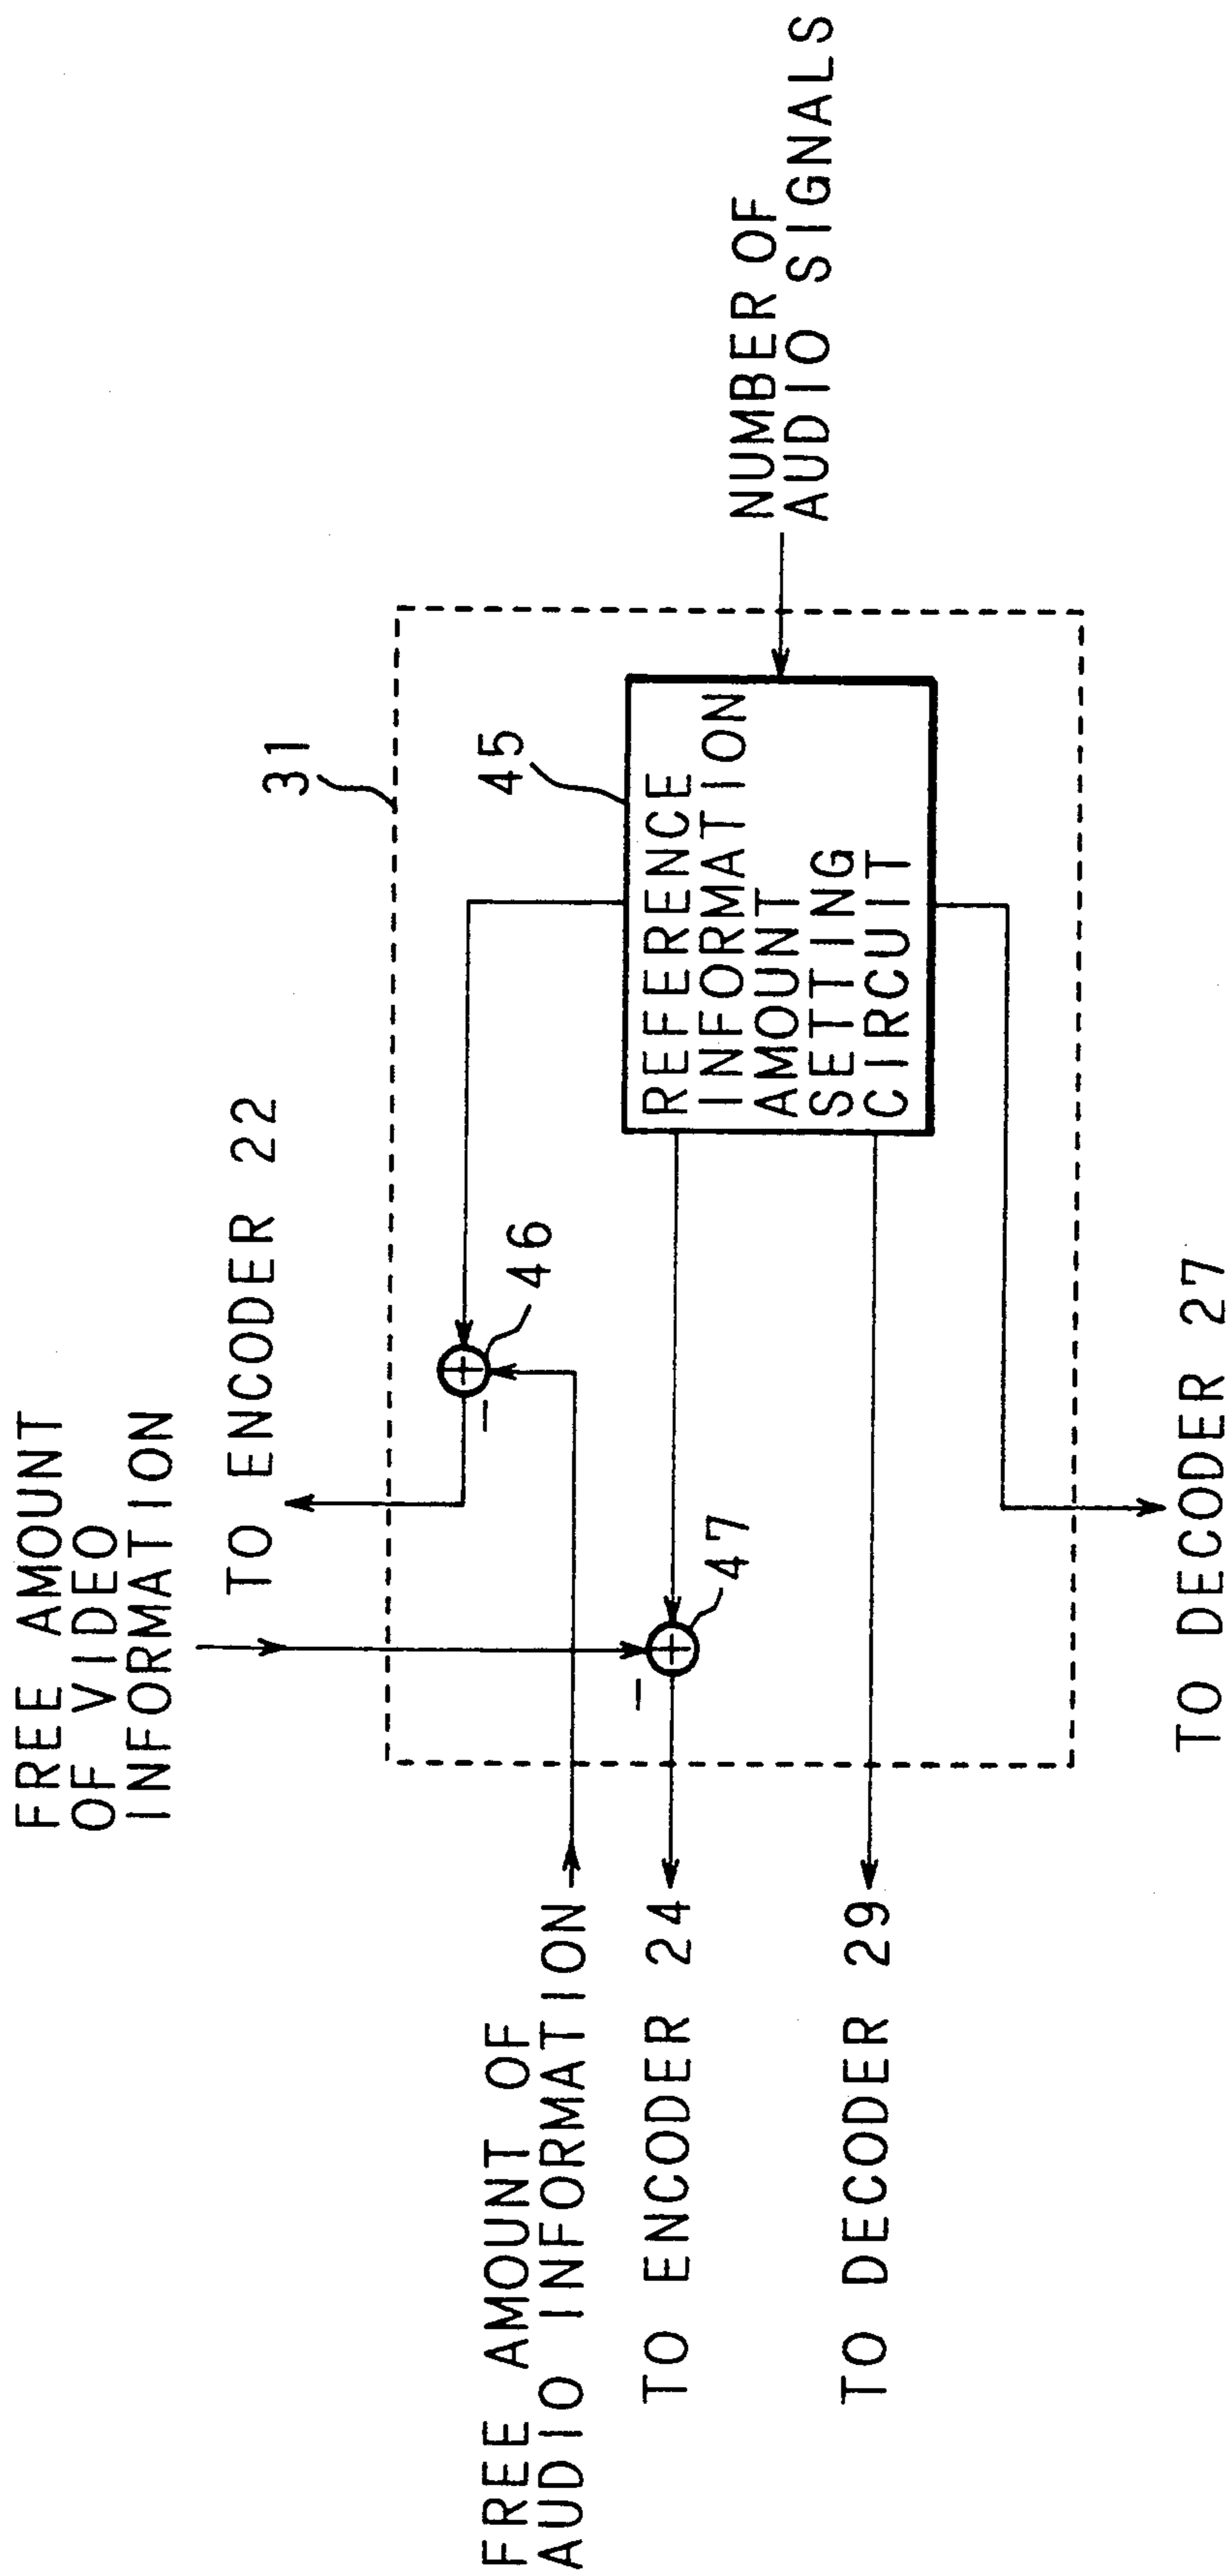 FREE AMOUNT
OF VIDEO
INFORMATION
TO ENCODER 22
31
FREE AMOUNT OF
AUDIO INFORMATION
46
45
TO ENCODER 24
47
REFERENCE
INFORMATION
AMOUNT
SETTING
CIRCUIT
NUMBER OF
AUDIO SIGNALS
TO DECODER 29
TO DECODER 27